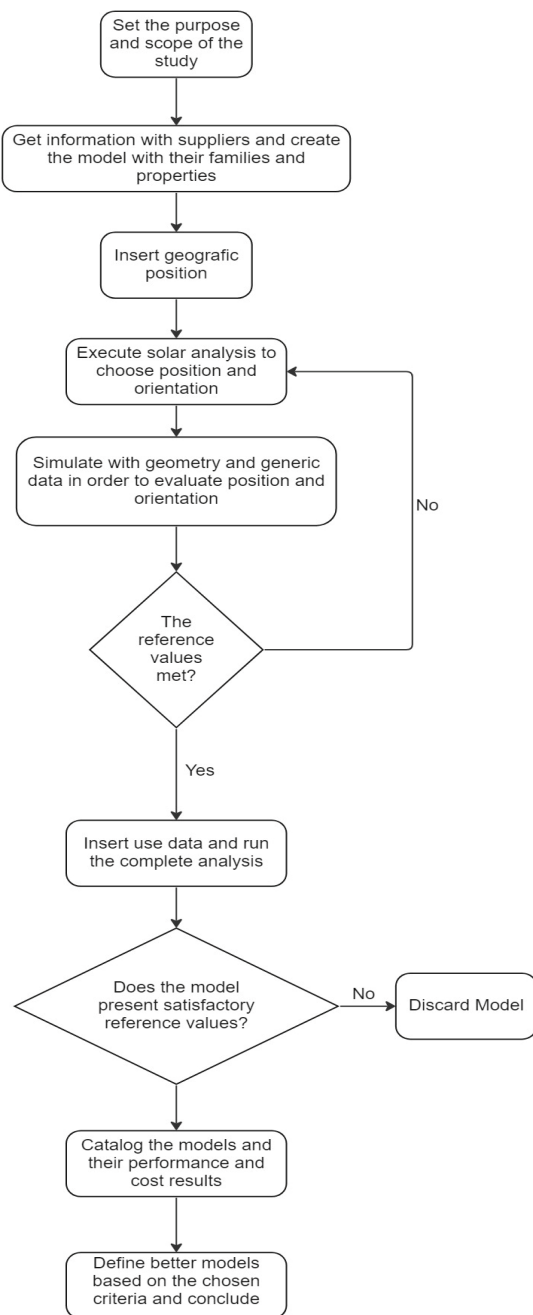 Set the purpose
and scope of the
study
Get information with suppliers and create
the model with their families and
properties
Insert geografic
position
Execute solar analysis to
choose position and
orientation
Simulate with geometry and generic
data in order to evaluate position and
orientation
No
The
reference
values
met?
Yes
Insert use data and run
the complete analysis
Does the model
present satisfactory
reference values?
No
Discard Model
Catalog the models and
their performance and
cost results
Define better models
based on the chosen
criteria and conclude